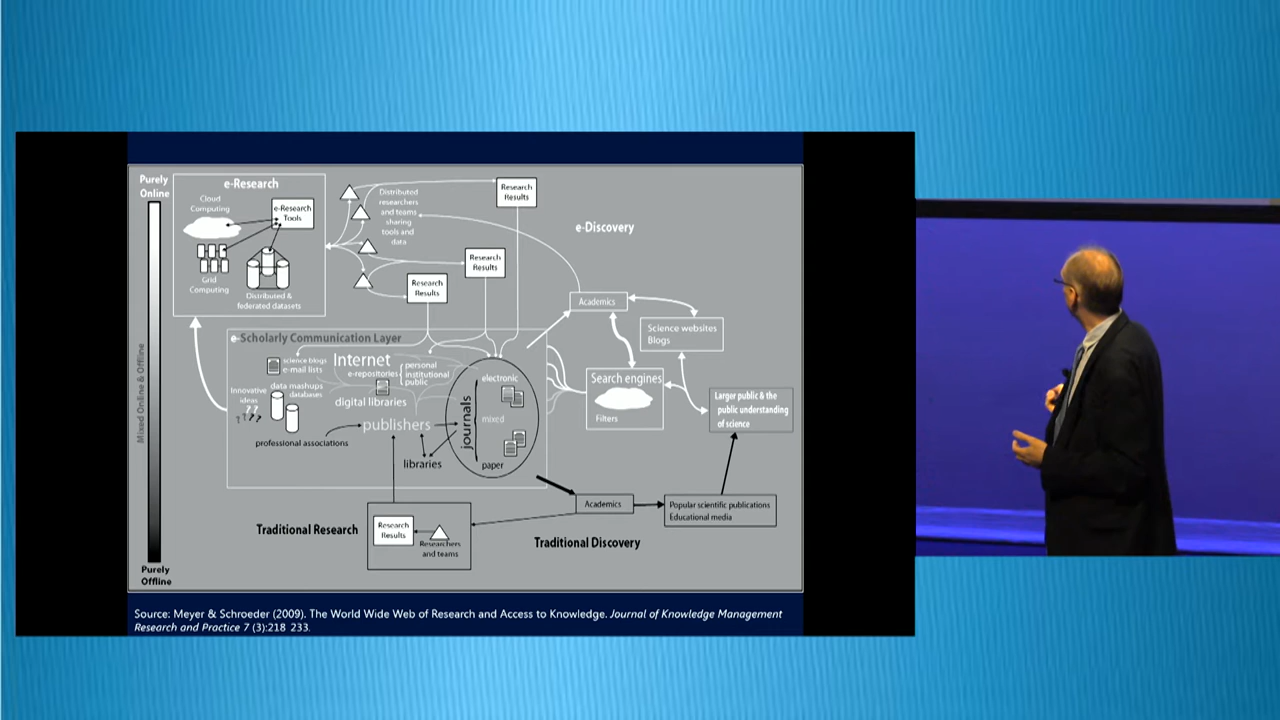 Purely
Online
Mixed Online & Offline
Purely
Offline
e-Research
Cloud
Computing
e-Research
Tools
Grid
Computing
Distributed &
federated datasets
Distributed
researchers
and teams
sharing
tools and
data
Research
Results
Research
Results
Research
Results
e-Discovery
Academics
Science websites
Blogs
Search engines
Filters
Larger public & the
public understanding
of science
e-Scholarly Communication Layer
science blogs
e-mail lists
Internet
e-repositories
personal
institutional
public
Innovative
ideas
??
????
data mashups
databases
digital libraries
publishers
professional associations
libraries
journals
electronic
mixed
paper
Traditional Research
Research
Results
Researchers
and teams
Academics
Popular scientific publications
Educational media
Traditional Discovery
Source: Meyer & Schroeder (2009). The World Wide Web of Research and Access to Knowledge. Journal of Knowledge Management
Research and Practice 7 (3):218 233.